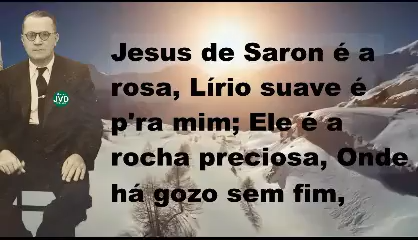 Jesus de Saron é a
rosa, Lírio suave é
p'ra mim; Ele é a
rocha preciosa, Onde
há gozo sem fim,
JVD